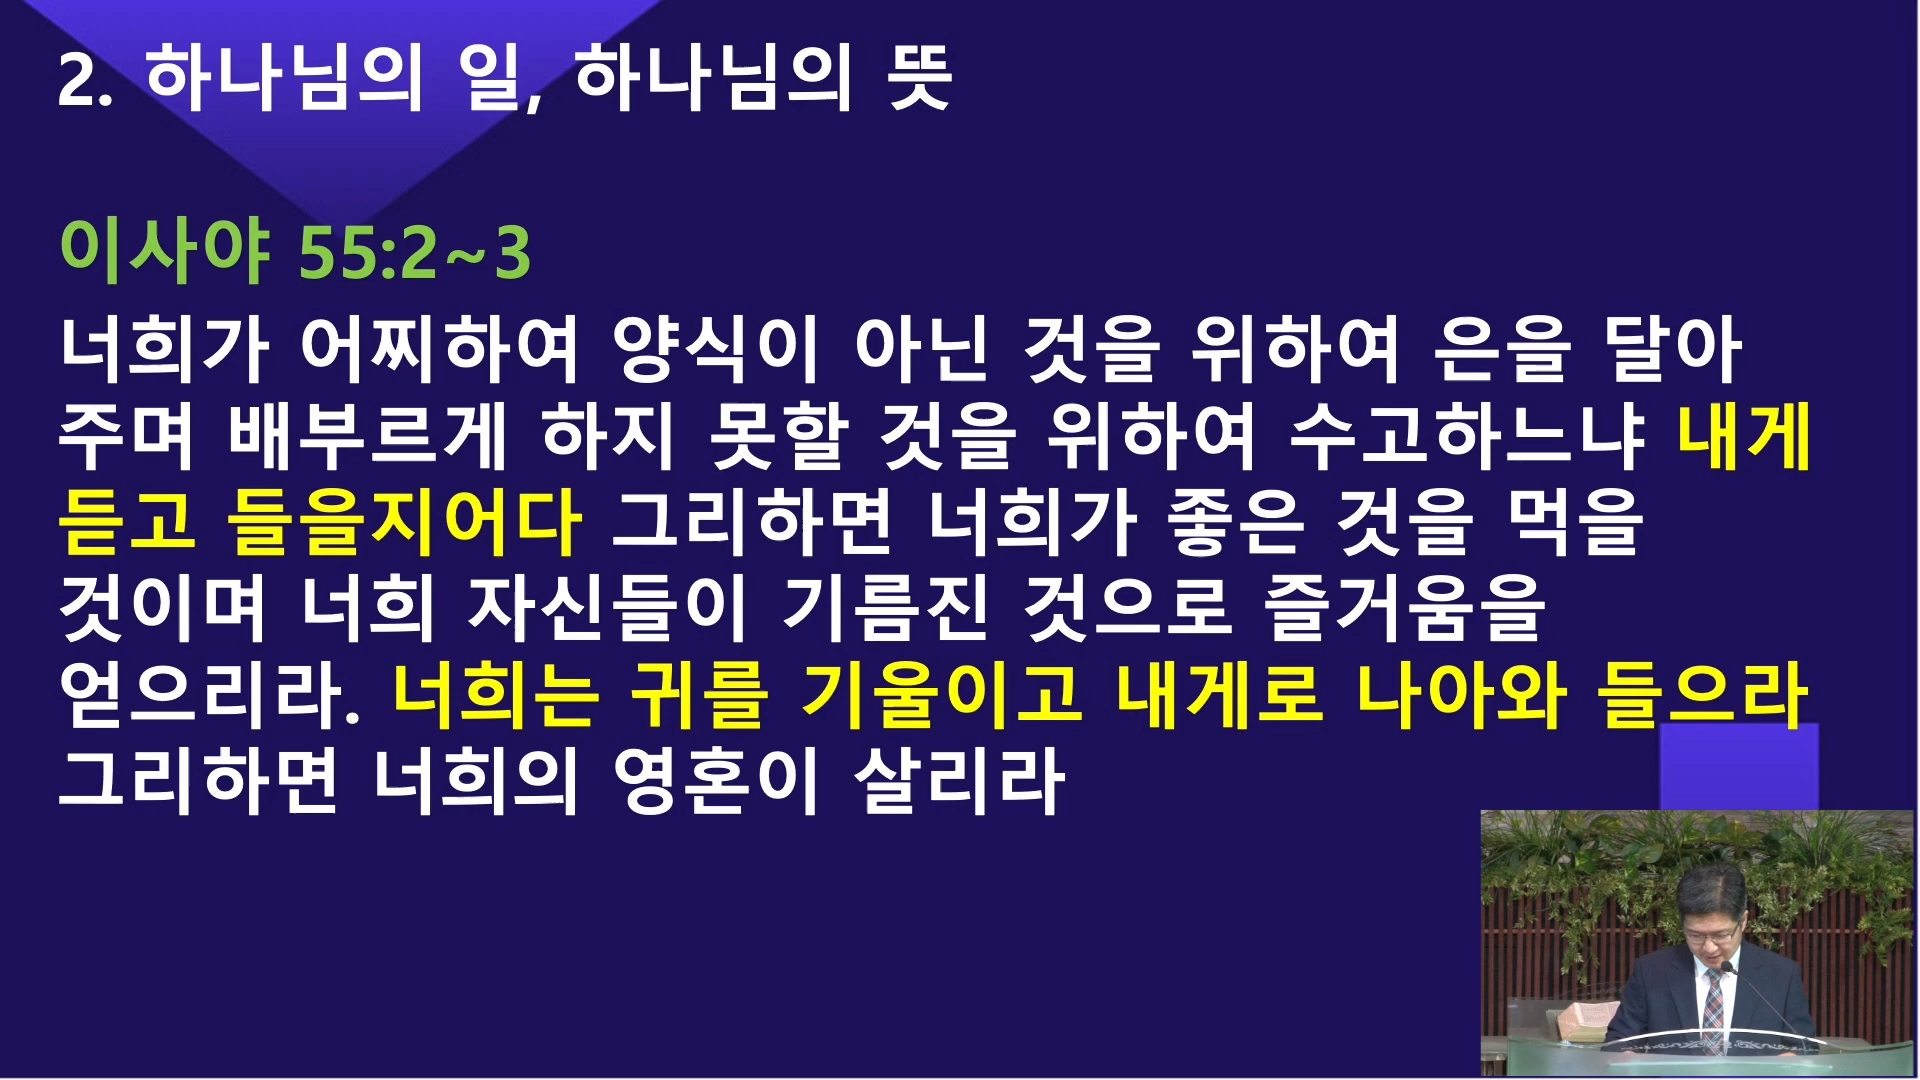 2. 하나님의 일, 하나님의 뜻
이사야 55:2~3
너희가 어찌하여 양식이 아닌 것을 위하여 은을 달아
주며 배부르게 하지 못할 것을 위하여 수고하느냐 내게
듣고 들을지어다 그리하면 너희가 좋은 것을 먹을
것이며 너희 자신들이 기름진 것으로 즐거움을
얻으리라. 너희는 귀를 기울이고 내게로 나아와 들으라
그리하면 너희의 영혼이 살리라